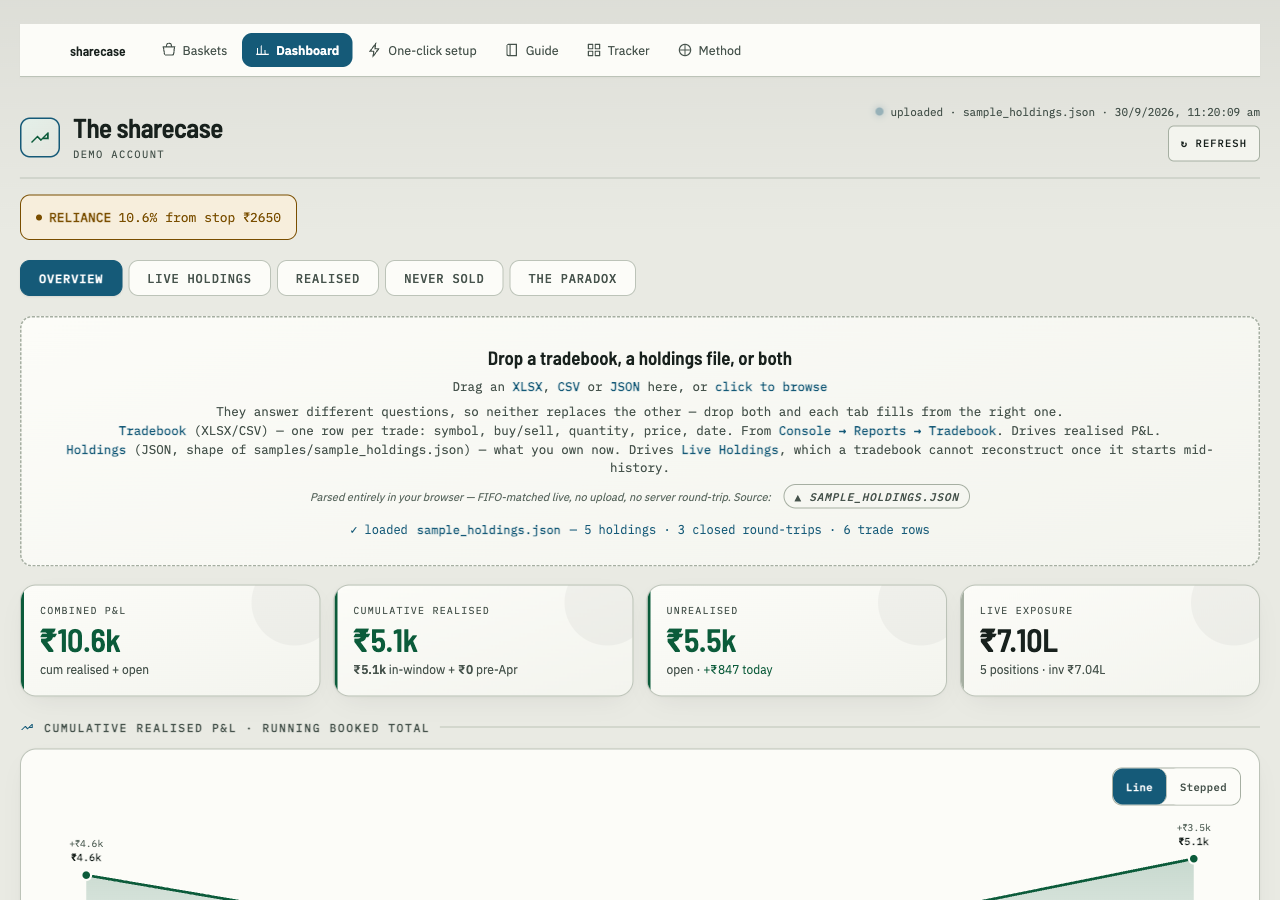 sharecase
Baskets
Dashboard
One-click setup
Guide
Tracker
Method
The sharecase
DEMO ACCOUNT
uploaded · sample_holdings.json · 30/9/2026, 11:20:09 am
↻ REFRESH
● RELIANCE 10.6% from stop ₹2650
OVERVIEW
LIVE HOLDINGS
REALISED
NEVER SOLD
THE PARADOX
Drop a tradebook, a holdings file, or both
Drag an XLSX, CSV or JSON here, or click to browse
They answer different questions, so neither replaces the other — drop both and each tab fills from the right one.
Tradebook (XLSX/CSV) — one row per trade: symbol, buy/sell, quantity, price, date. From Console → Reports → Tradebook. Drives realised P&L.
Holdings (JSON, shape of samples/sample_holdings.json) — what you own now. Drives Live Holdings, which a tradebook cannot reconstruct once it starts mid-
history.
Parsed entirely in your browser — FIFO-matched live, no upload, no server round-trip. Source: ▲ SAMPLE_HOLDINGS.JSON
✓ loaded sample_holdings.json — 5 holdings · 3 closed round-trips · 6 trade rows
COMBINED P&L
₹10.6k
cum realised + open
CUMULATIVE REALISED
₹5.1k
₹5.1k in-window + ₹0 pre-Apr
UNREALISED
₹5.5k
open · +₹847 today
LIVE EXPOSURE
₹7.10L
5 positions · inv ₹7.04L
CUMULATIVE REALISED P&L · RUNNING BOOKED TOTAL
Line
Stepped
+₹4.6k
₹4.6k
+₹3.5k
₹5.1k